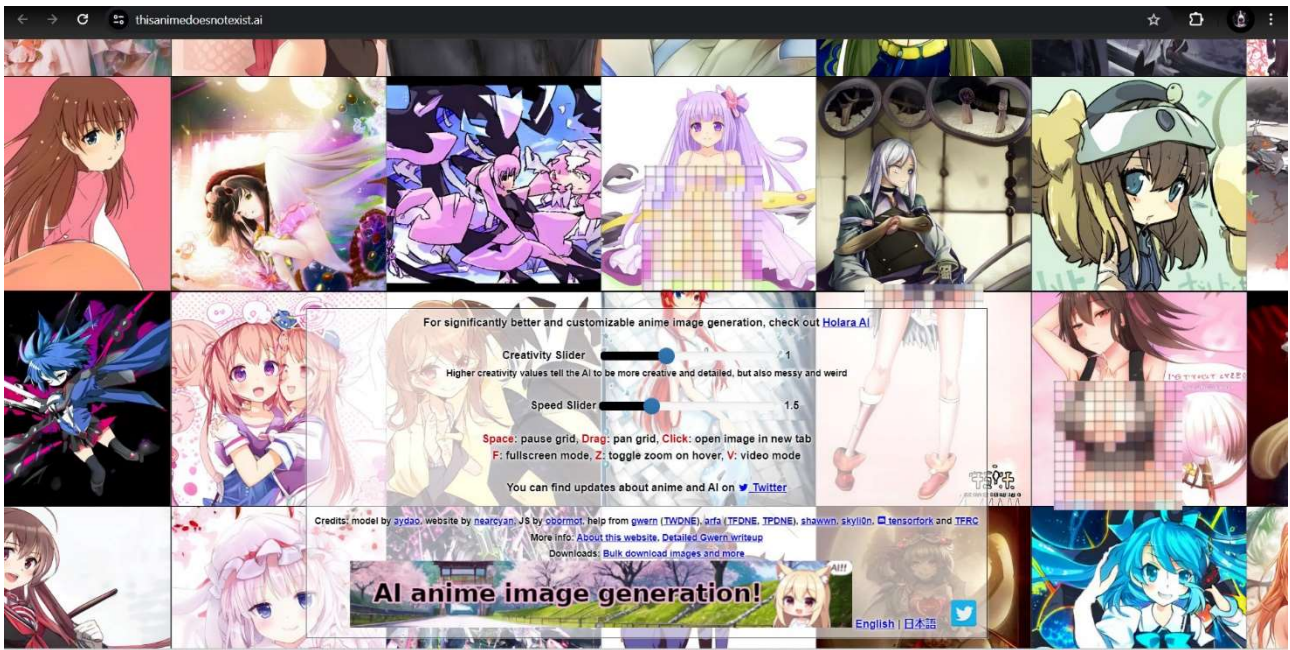 thisanimedoesnotexist.ai
For significantly better and customizable anime image generation, check out Holara AI
Creativity Slider 1
Higher creativity values tell the AI to be more creative and detailed, but also messy and weird
Speed Slider 1.5
Space: pause grid, Drag: pan grid, Click: open image in new tab
F: fullscreen mode, Z: toggle zoom on hover, V: video mode
You can find updates about anime and AI on Twitter
Credits: model by aydao, website by nearcyan, JS by obormot, help from gwern (TWDNE), arfa (TFDNE, TPDNE), shawwn, skyli0n, tensorfork and TFRC
More info: About this website, Detailed Gwern writeup
Downloads: Bulk download images and more
AI anime image generation!
AI!!
English | 日本語